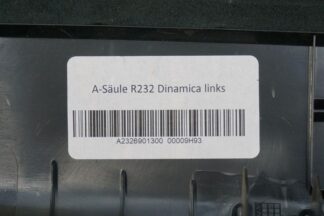 A-Säule R232 Dinamica links
A2326901300 00009H93